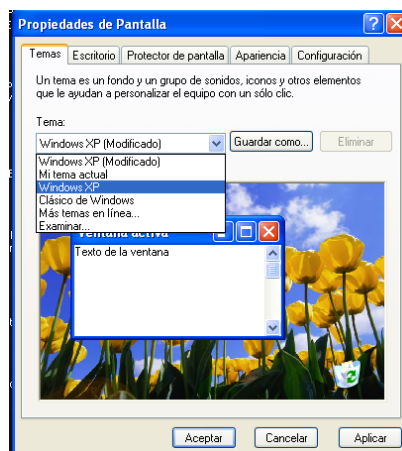 Propiedades de Pantalla
Temas Escritorio Protector de pantalla Apariencia Configuración
Un tema es un fondo y un grupo de sonidos, iconos y otros elementos
que le ayudan a personalizar el equipo con un sólo clic.
Tema:
Windows XP (Modificado) Guardar como... Eliminar
Windows XP (Modificado)
Mi tema actual
Windows XP
Clásico de Windows
Más temas en línea...
Examinar...
Ventana activa
Texto de la ventana
Aceptar Cancelar Aplicar